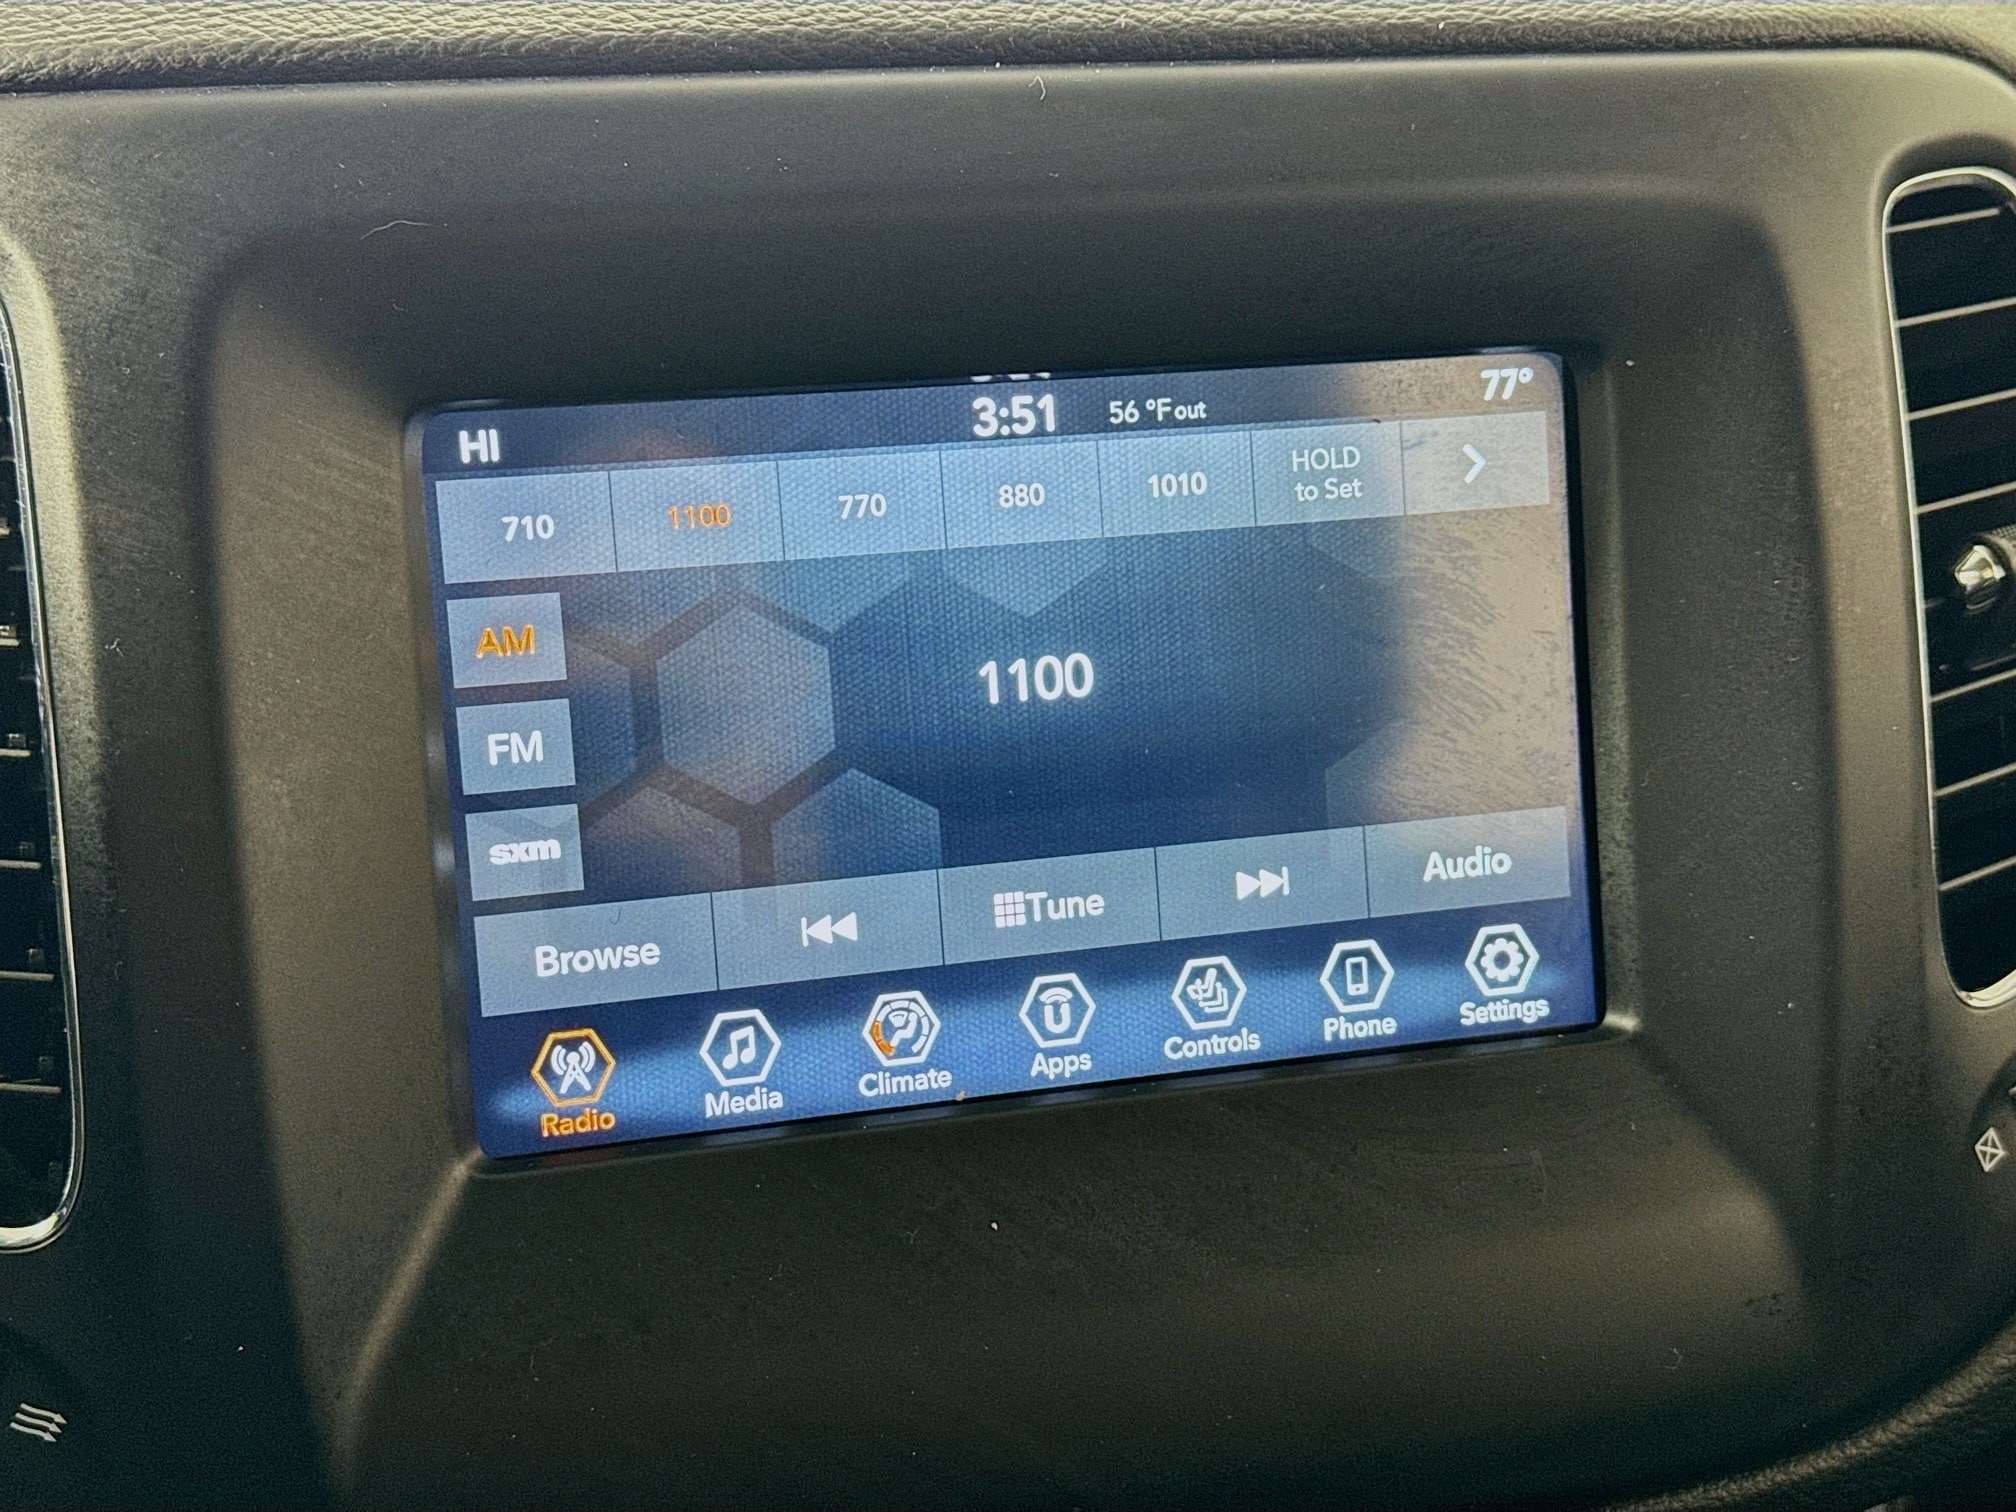 HI 3:51 56 °F out 77°
710 1100 770 880 1010 HOLD to Set
AM
1100
FM
sxm
Browse Tune Audio
Radio Media Climate Apps Controls Phone Settings